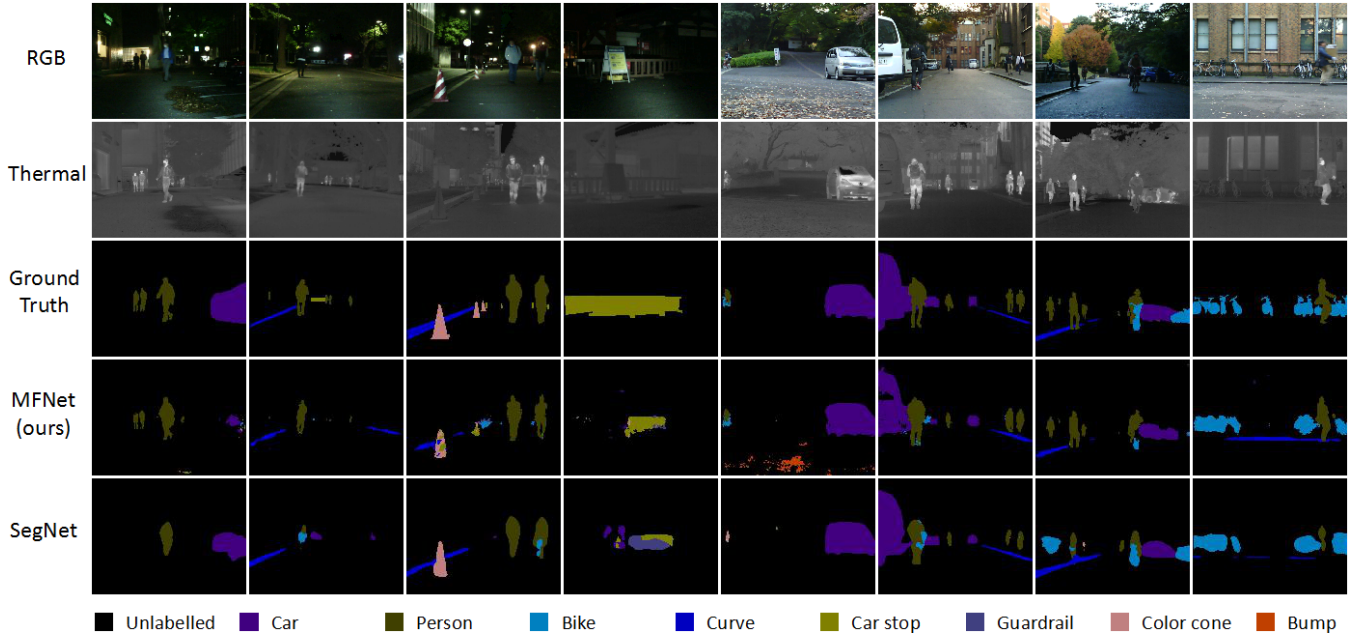 RGB
Thermal
Ground
Truth
MFNet
(ours)
SegNet
Unlabelled Car Person Bike Curve Car stop Guardrail Color cone Bump